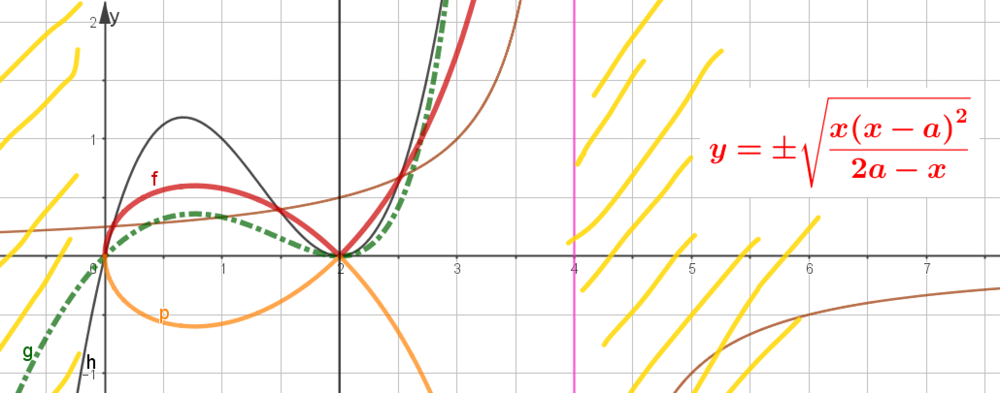 2
y
1
f
y = ±√(x(x − a)²/(2a − x))
0
1
2
3
4
5
6
7
p
g
h
−1